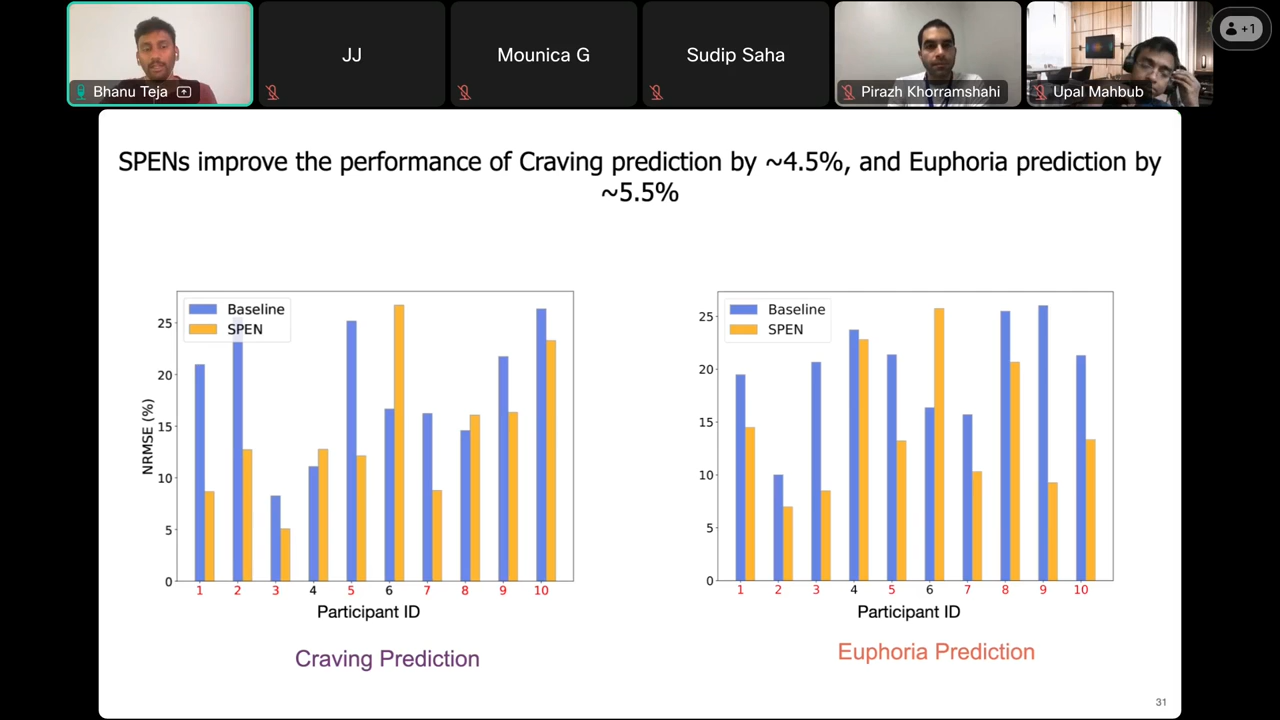 Bhanu Teja
JJ
Mounica G
Sudip Saha
Pirazh Khorramshahi
Upal Mahbub
+1
SPENs improve the performance of Craving prediction by ~4.5%, and Euphoria prediction by
~5.5%
Baseline
SPEN
NRMSE (%)
25
20
15
10
5
0
1 2 3 4 5 6 7 8 9 10
Participant ID
Craving Prediction
Baseline
SPEN
25
20
15
10
5
0
1 2 3 4 5 6 7 8 9 10
Participant ID
Euphoria Prediction
31